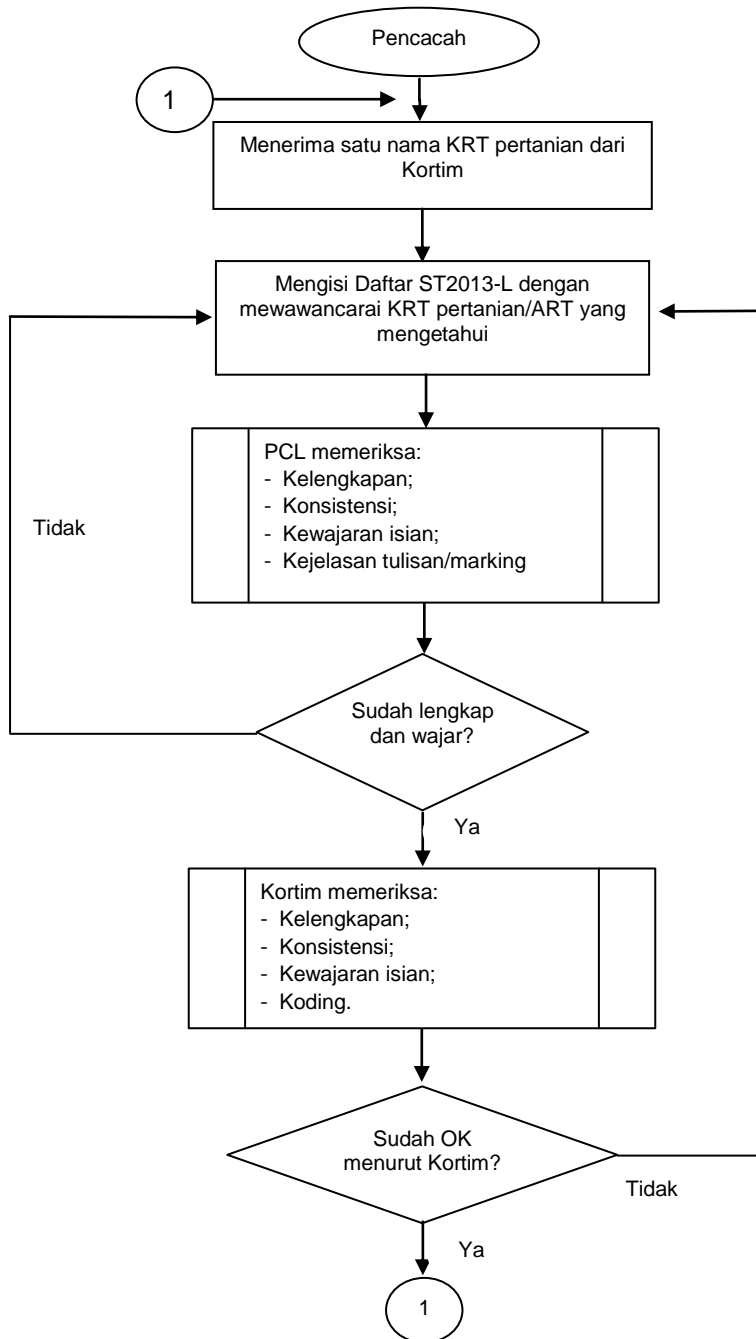 Pencacah
1
Menerima satu nama KRT pertanian dari
Kortim
Mengisi Daftar ST2013-L dengan
mewawancarai KRT pertanian/ART yang
mengetahui
PCL memeriksa:
- Kelengkapan;
- Konsistensi;
- Kewajaran isian;
- Kejelasan tulisan/marking
Tidak
Sudah lengkap
dan wajar?
Ya
Kortim memeriksa:
- Kelengkapan;
- Konsistensi;
- Kewajaran isian;
- Koding.
Sudah OK
menurut Kortim?
Tidak
Ya
1